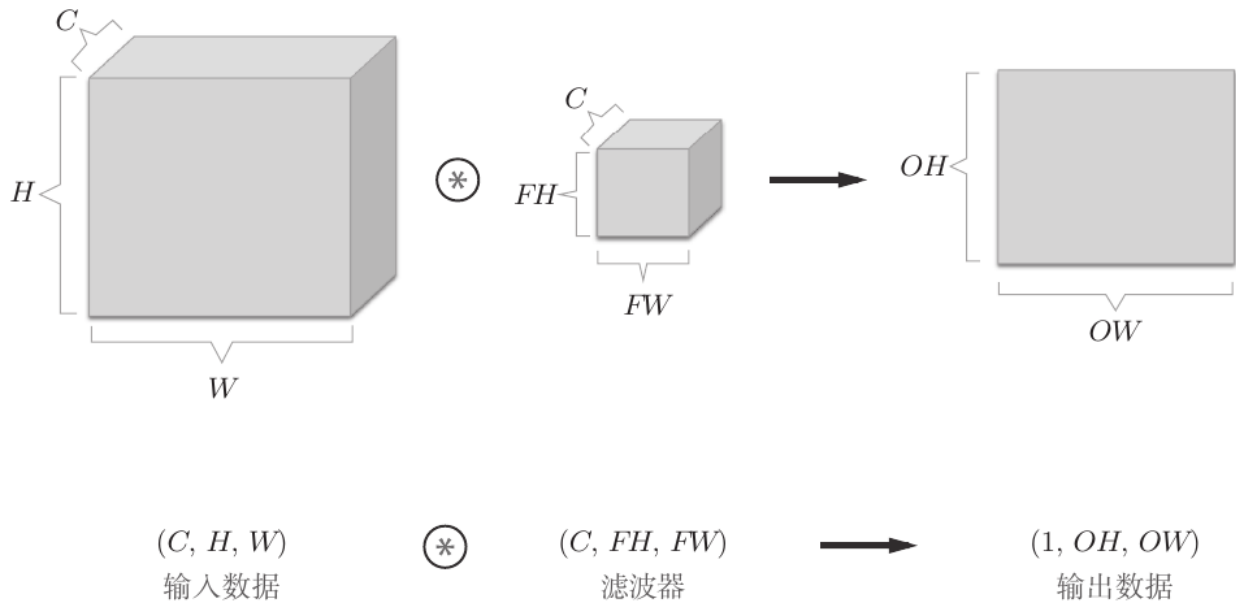 C
H
W
C
FH
FW
OH
OW
(C, H, W) ⊛ (C, FH, FW) → (1, OH, OW)
输入数据 滤波器 输出数据